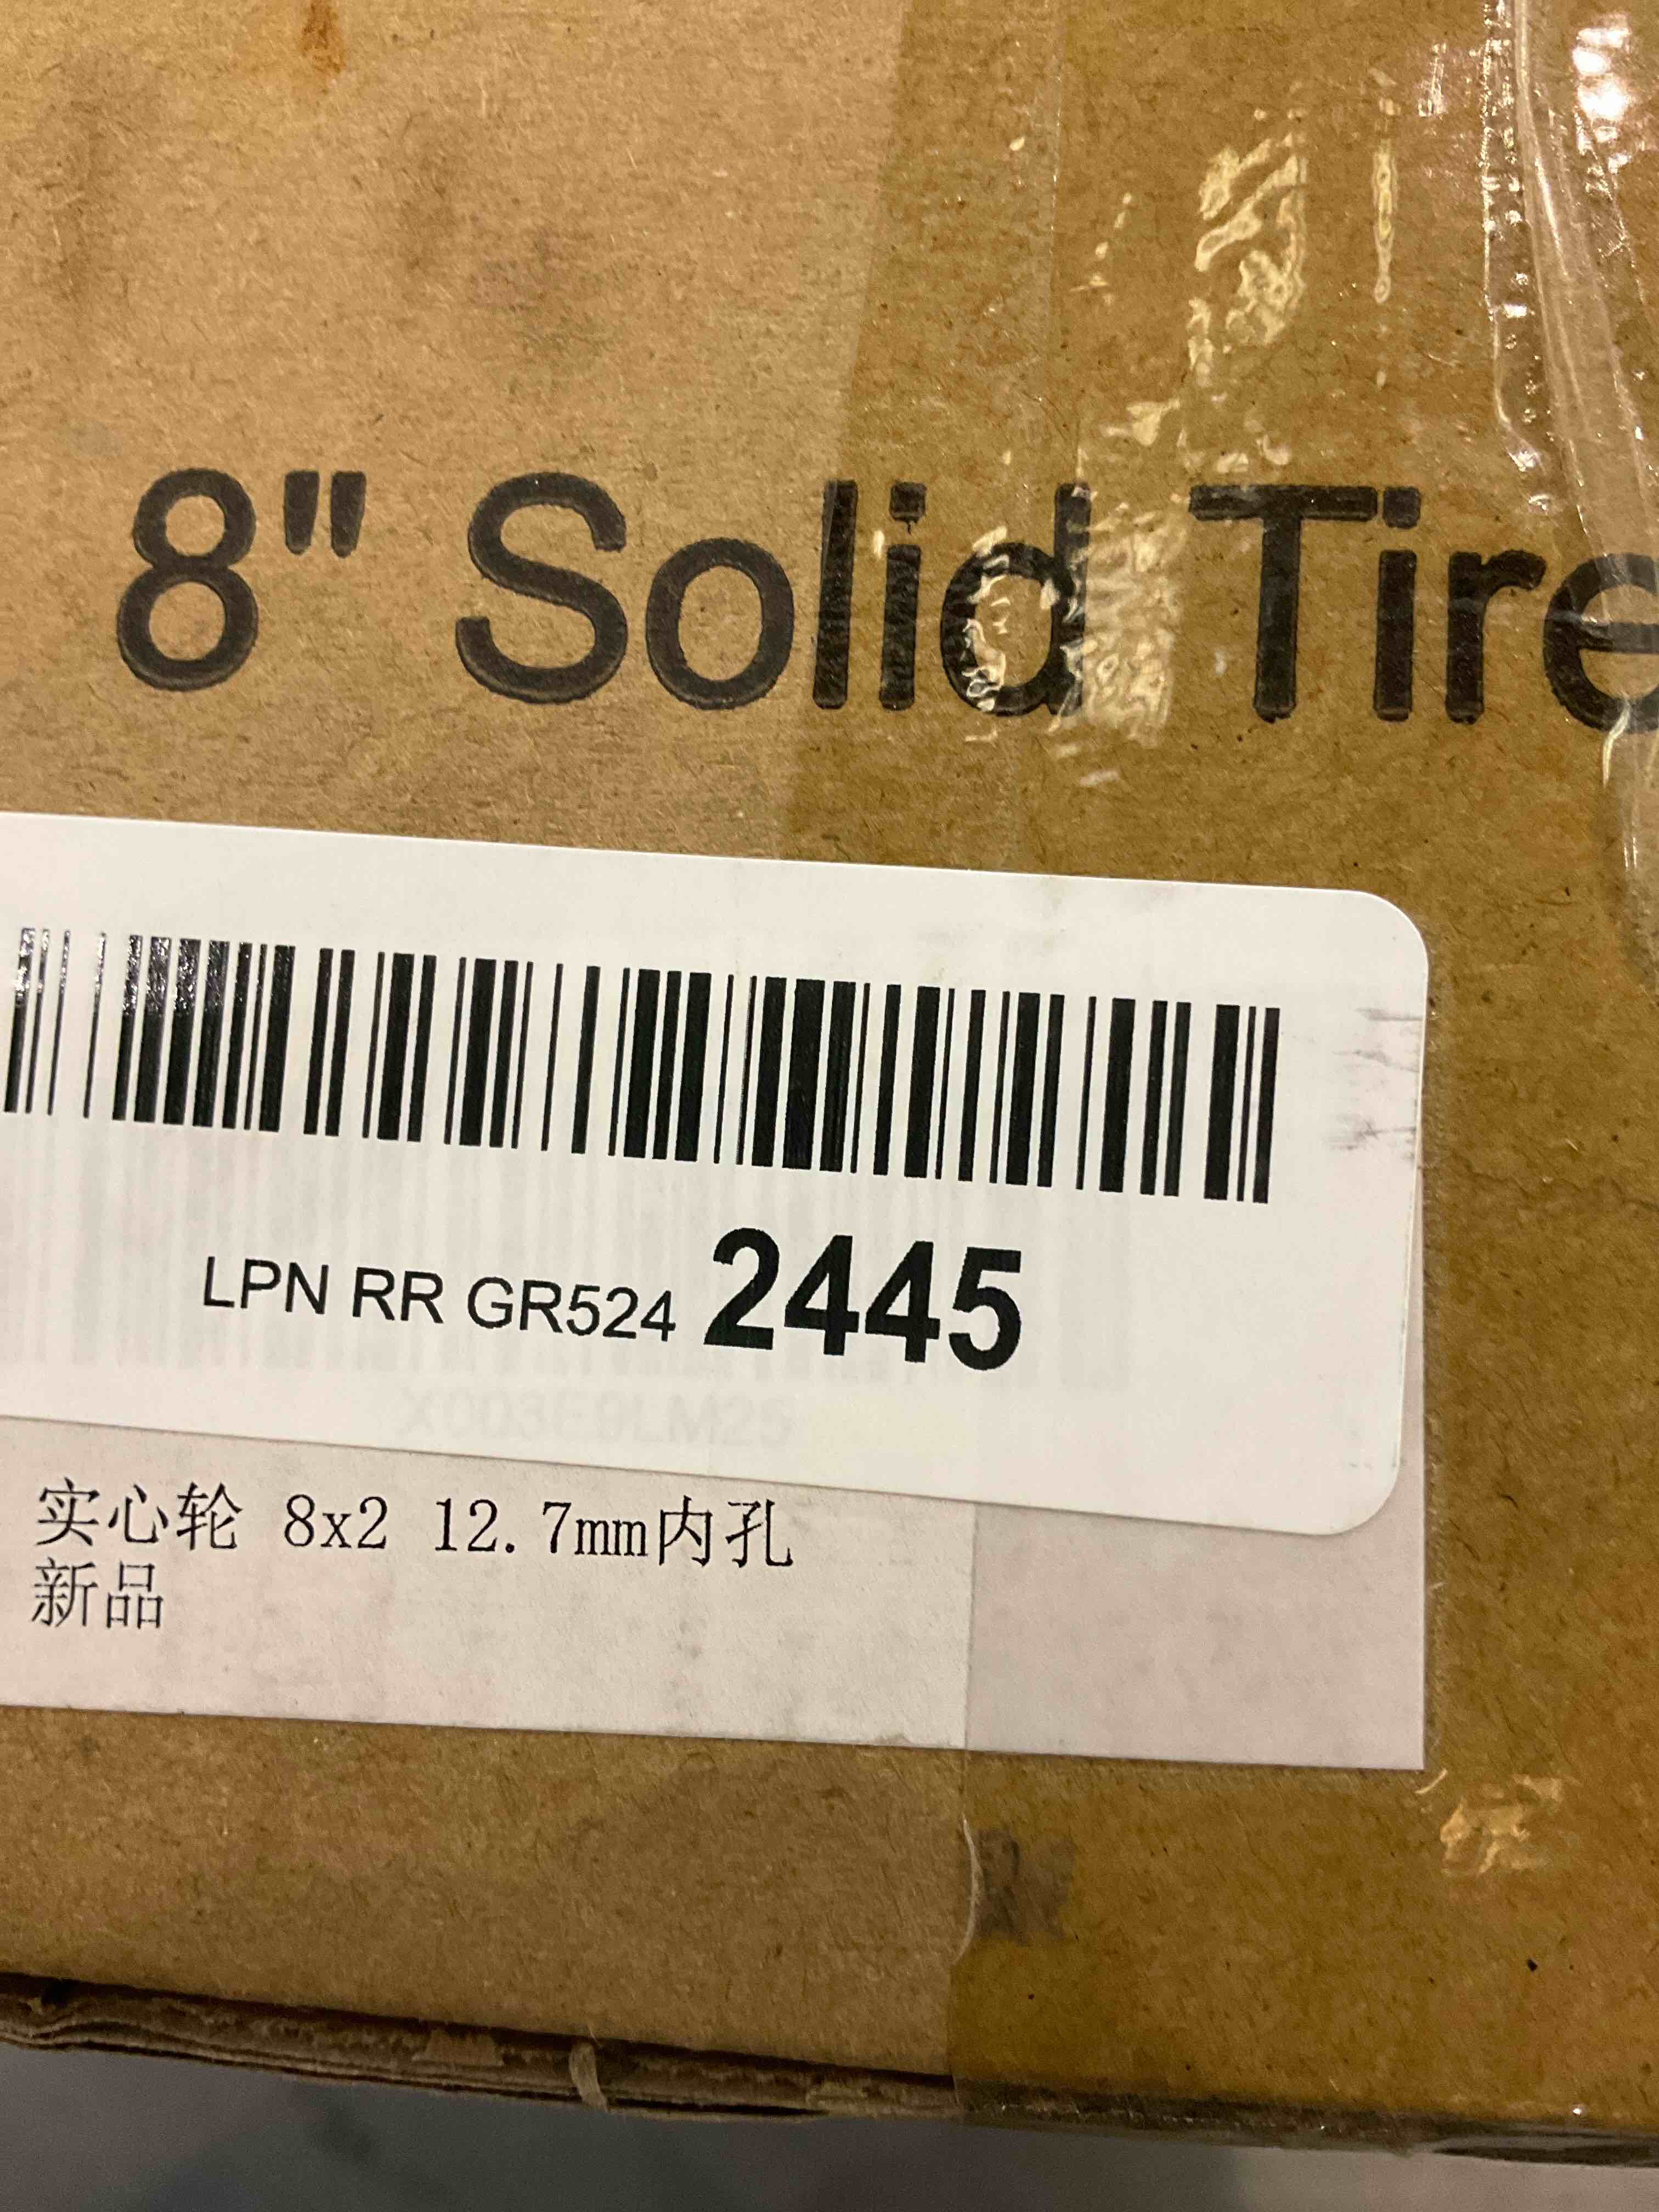 8" Solid Tire
LPN RR GR524 2445
X003E9LM25
实心轮 8x2 12.7mm内孔
新品